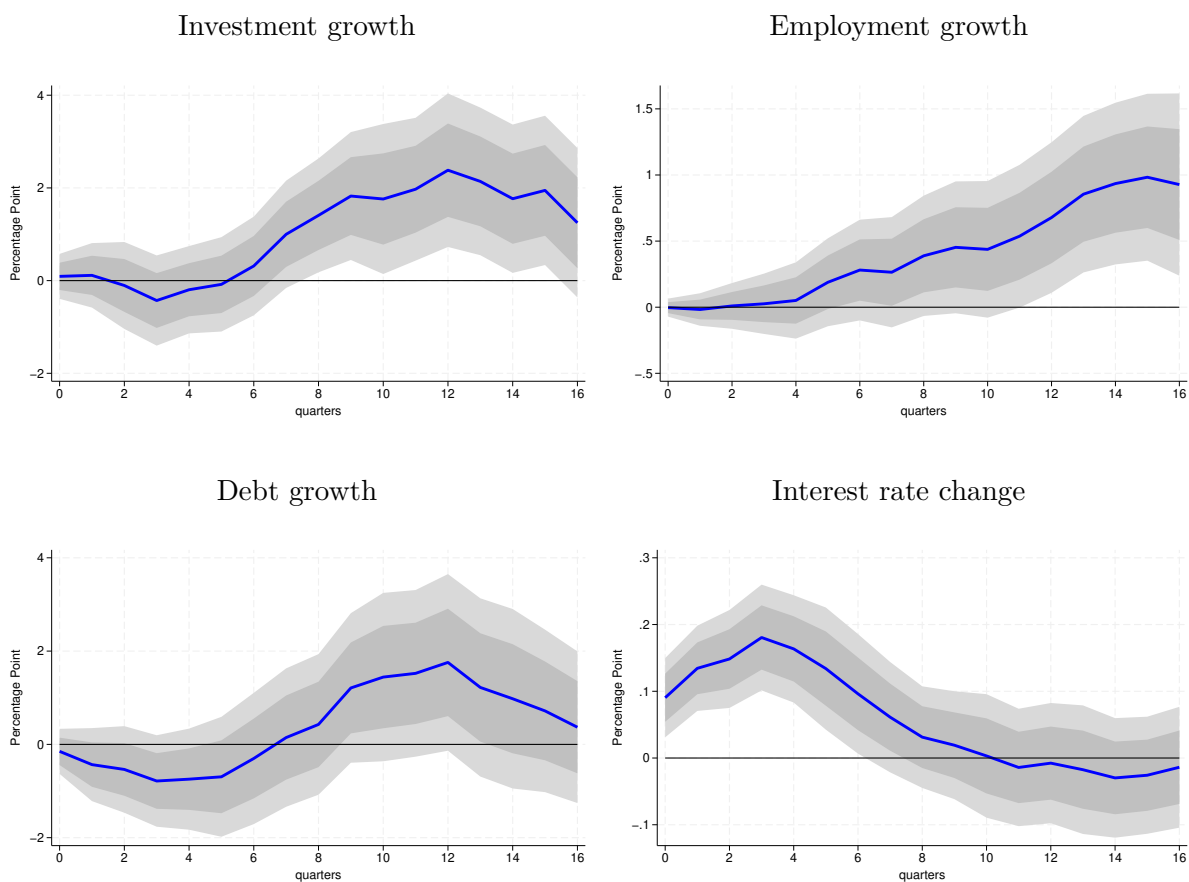 Investment growth
Percentage Point
4
2
0
−2
0 2 4 6 8 10 12 14 16
quarters
Employment growth
Percentage Point
1.5
1
.5
0
−.5
0 2 4 6 8 10 12 14 16
quarters
Debt growth
Percentage Point
4
2
0
−2
0 2 4 6 8 10 12 14 16
quarters
Interest rate change
Percentage Point
.3
.2
.1
0
−.1
0 2 4 6 8 10 12 14 16
quarters